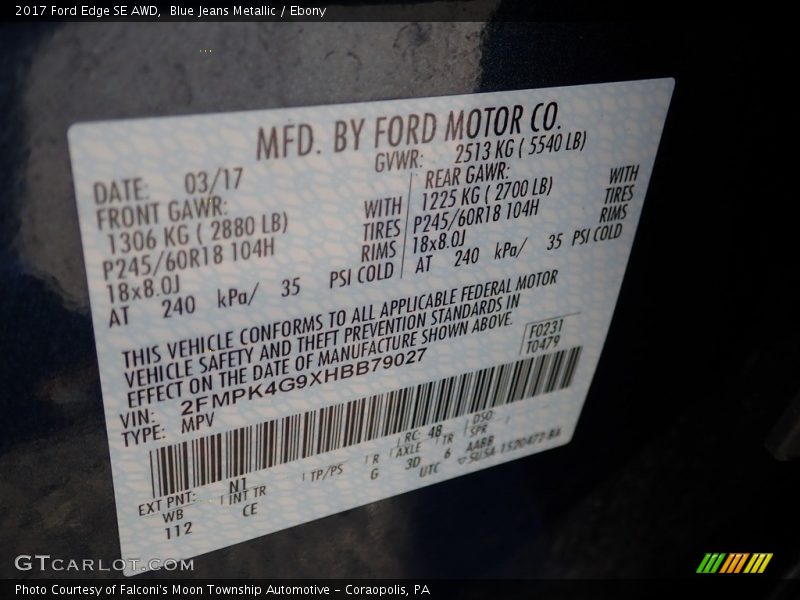 2017 Ford Edge SE AWD, Blue Jeans Metallic / Ebony
MFD. BY FORD MOTOR CO.
DATE: 03/17
GVWR: 2513 KG ( 5540 LB)
FRONT GAWR:
1306 KG ( 2880 LB) WITH
P245/60R18 104H TIRES
18x8.0J RIMS
AT 240 kPa/ 35 PSI COLD
REAR GAWR:
1225 KG ( 2700 LB) WITH
P245/60R18 104H TIRES
18x8.0J RIMS
AT 240 kPa/ 35 PSI COLD
THIS VEHICLE CONFORMS TO ALL APPLICABLE FEDERAL MOTOR
VEHICLE SAFETY AND THEFT PREVENTION STANDARDS IN
EFFECT ON THE DATE OF MANUFACTURE SHOWN ABOVE.
F0231
T0479
VIN: 2FMPK4G9XHBB79027
TYPE: MPV
EXT PNT: N1 RC: 48 DSO:
WB INT TR TP/PS R AXLE TR SPR
112 CE G 3D 6 AABB
UTC
GTCARLOT.COM
Photo Courtesy of Falconi's Moon Township Automotive – Coraopolis, PA